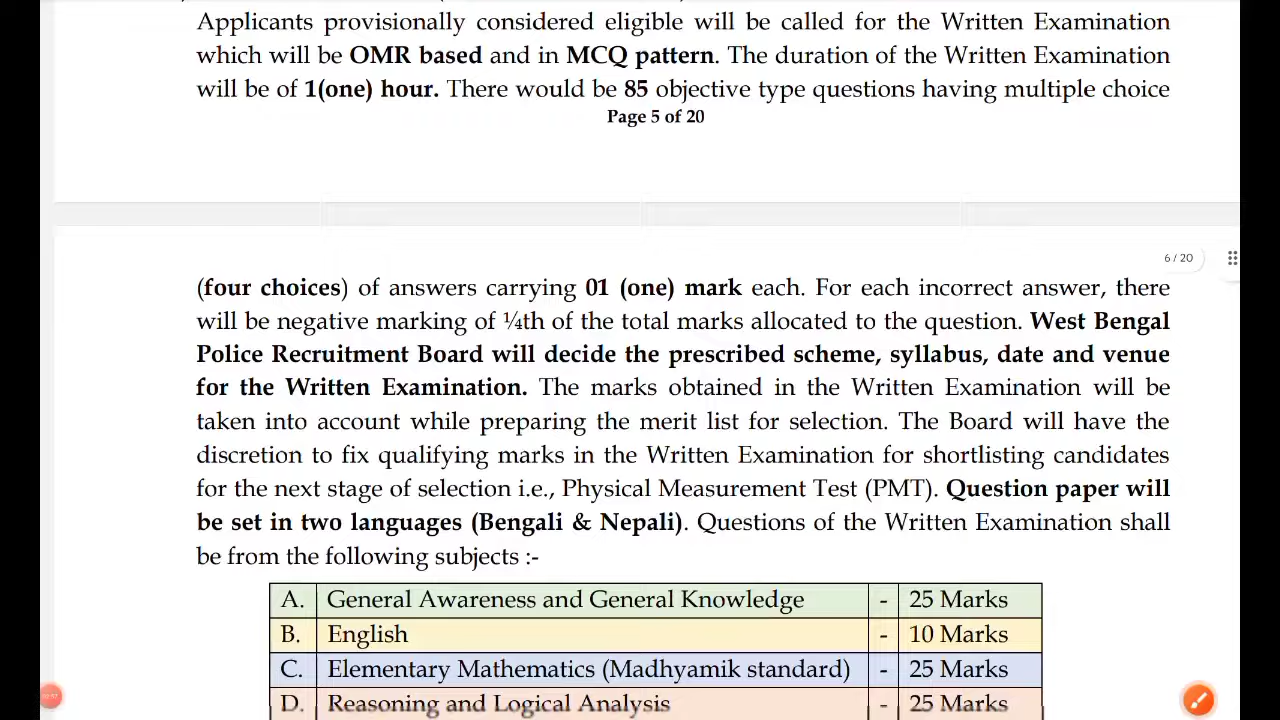 Applicants provisionally considered eligible will be called for the Written Examination
which will be OMR based and in MCQ pattern. The duration of the Written Examination
will be of 1(one) hour. There would be 85 objective type questions having multiple choice
Page 5 of 20
6 / 20
(four choices) of answers carrying 01 (one) mark each. For each incorrect answer, there
will be negative marking of ¼th of the total marks allocated to the question. West Bengal
Police Recruitment Board will decide the prescribed scheme, syllabus, date and venue
for the Written Examination. The marks obtained in the Written Examination will be
taken into account while preparing the merit list for selection. The Board will have the
discretion to fix qualifying marks in the Written Examination for shortlisting candidates
for the next stage of selection i.e., Physical Measurement Test (PMT). Question paper will
be set in two languages (Bengali & Nepali). Questions of the Written Examination shall
be from the following subjects :-
A. General Awareness and General Knowledge - 25 Marks
B. English - 10 Marks
C. Elementary Mathematics (Madhyamik standard) - 25 Marks
D. Reasoning and Logical Analysis - 25 Marks